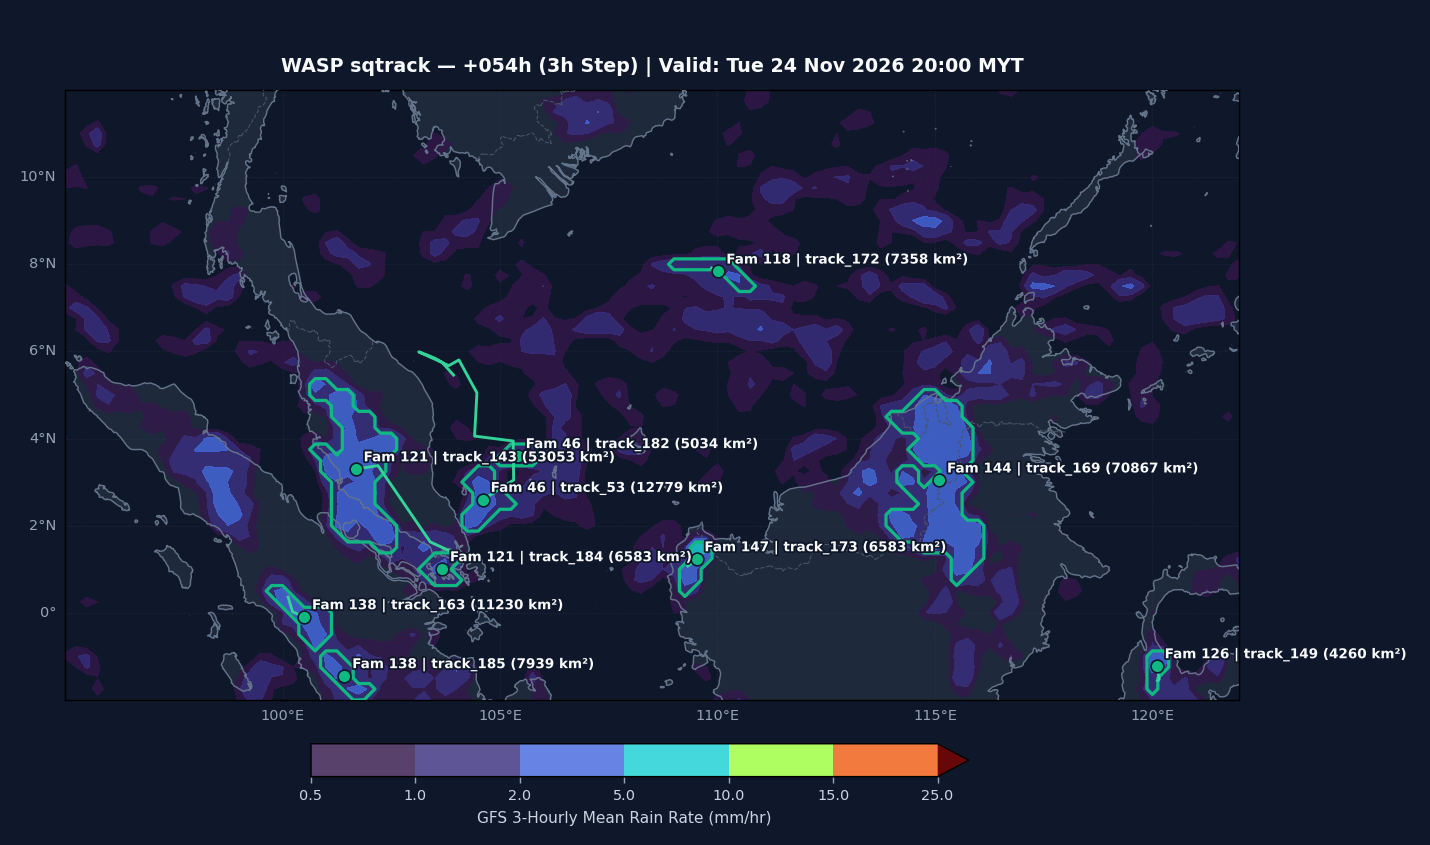 WASP sqtrack — +054h (3h Step) | Valid: Tue 24 Nov 2026 20:00 MYT
10°N
8°N
6°N
4°N
2°N
0°
Fam 118 | track_172 (7358 km²)
Fam 46 | track_182 (5034 km²)
Fam 121 | track_143 (53053 km²)
Fam 144 | track_169 (70867 km²)
Fam 46 | track_53 (12779 km²)
Fam 147 | track_173 (6583 km²)
Fam 121 | track_184 (6583 km²)
Fam 138 | track_163 (11230 km²)
Fam 126 | track_149 (4260 km²)
Fam 138 | track_185 (7939 km²)
100°E 105°E 110°E 115°E 120°E
0.5 1.0 2.0 5.0 10.0 15.0 25.0
GFS 3-Hourly Mean Rain Rate (mm/hr)